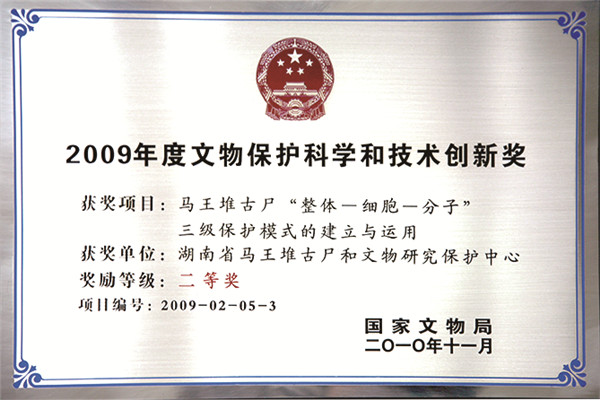 2009年度文物保护科学和技术创新奖
获奖项目：马王堆古尸“整体－细胞－分子”
三级保护模式的建立与运用
获奖单位：湖南省马王堆古尸和文物研究保护中心
奖励等级：二等奖
项目编号：2009-02-05-3
国家文物局
二〇一〇年十一月